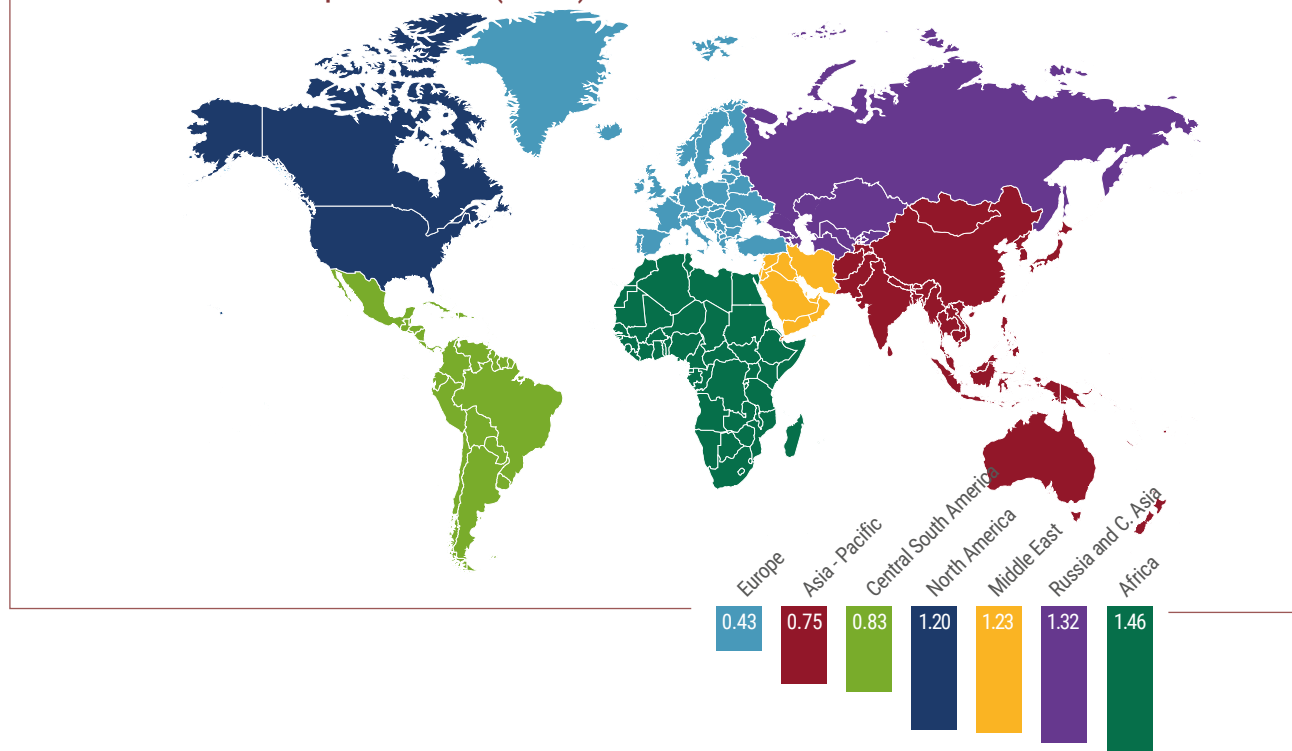 Europe
Asia - Pacific
Central South America
North America
Middle East
Russia and C. Asia
Africa
0.43
0.75
0.83
1.20
1.23
1.32
1.46